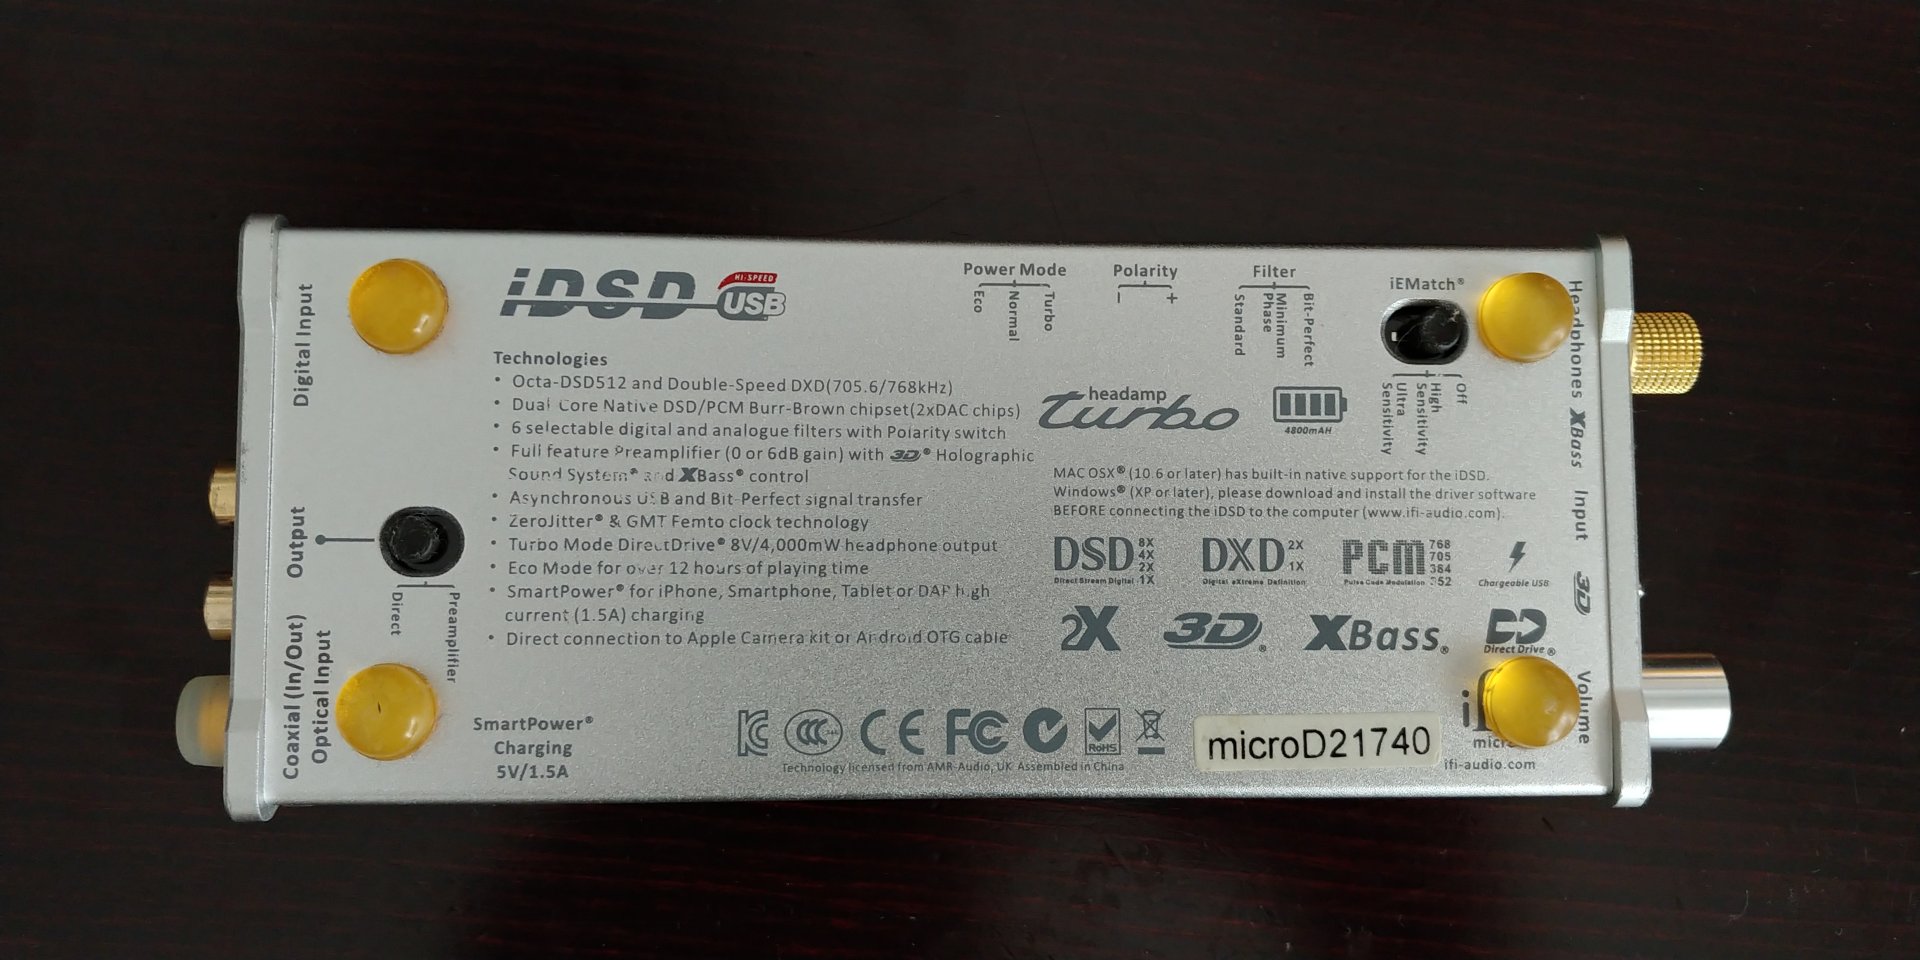 iDSD
HI-SPEED
USB
Power Mode
Eco
Normal
Turbo
Polarity
- +
Filter
Standard
Minimum
Phase
Bit-Perfect
iEMatch®
Off
High
Sensitivity
Ultra
Sensitivity
Headphones XBass Input 3D Volume
Digital Input
Output
Direct
Preamplifier
Coaxial (In/Out)
Optical Input
Technologies
• Octa-DSD512 and Double-Speed DXD(705.6/768kHz)
• Dual Core Native DSD/PCM Burr-Brown chipset(2xDAC chips)
• 6 selectable digital and analogue filters with Polarity switch
• Full feature Preamplifier (0 or 6dB gain) with 3D® Holographic
Sound System® and XBass® control
• Asynchronous USB and Bit-Perfect signal transfer
• ZeroJitter® & GMT Femto clock technology
• Turbo Mode DirectDrive® 8V/4,000mW headphone output
• Eco Mode for over 12 hours of playing time
• SmartPower® for iPhone, Smartphone, Tablet or DAP high
current (1.5A) charging
• Direct connection to Apple Camera kit or Android OTG cable
headamp
turbo
4800mAH
MAC OSX® (10.6 or later) has built-in native support for the iDSD.
Windows® (XP or later), please download and install the driver software
BEFORE connecting the iDSD to the computer (www.ifi-audio.com).
DSD 8X 4X 2X 1X
Direct Stream Digital
DXD 2X 1X
Digital eXtreme Definition
PCM 768 705 384 352
Pulse Code Modulation
Chargeable USB
2X
3D®
XBass®
Direct Drive®
SmartPower®
Charging
5V/1.5A
CCC CE FC RoHS
Technology licensed from AMR-Audio, UK. Assembled in China
microD21740
ifi-audio.com